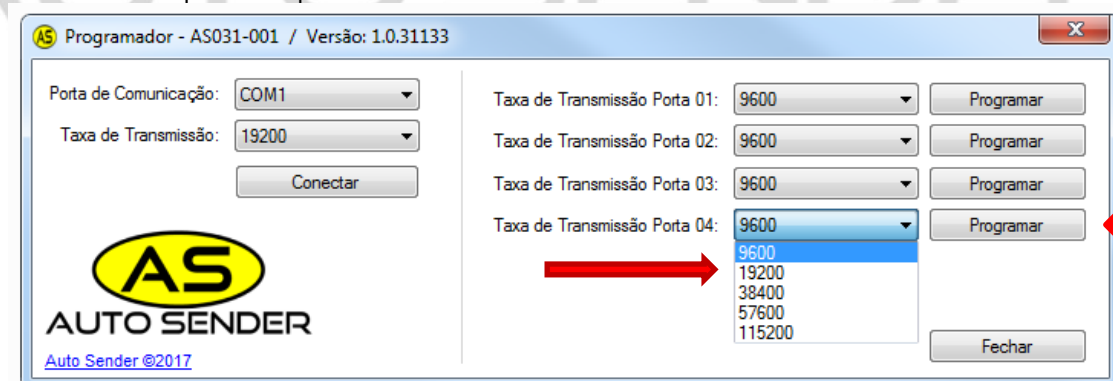 Programador - AS031-001 / Versão: 1.0.31133
x
Porta de Comunicação: COM1
Taxa de Transmissão: 19200
Conectar
AS
AUTO SENDER
Auto Sender ©2017
Taxa de Transmissão Porta 01: 9600 Programar
Taxa de Transmissão Porta 02: 9600 Programar
Taxa de Transmissão Porta 03: 9600 Programar
Taxa de Transmissão Porta 04: 9600 Programar
9600
19200
38400
57600
115200
Fechar